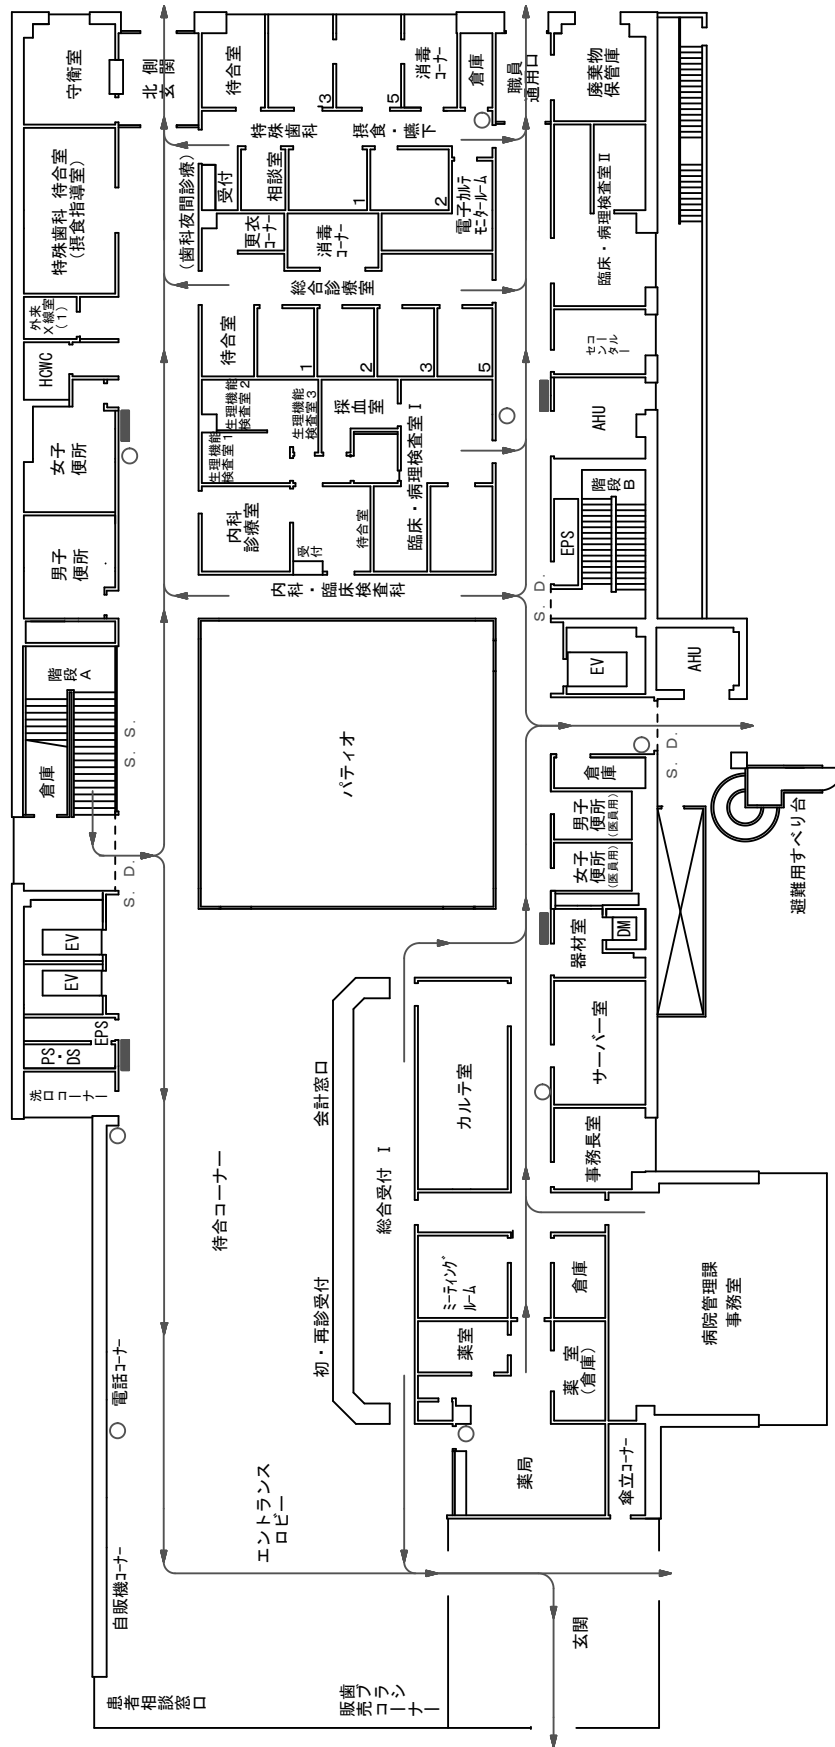 守衛室
北側
玄関
待合室
3
5
消毒
コーナー
倉庫
職員
通用口
廃棄物
保管庫
特殊歯科 待合室
(摂食指導室)
(歯科夜間診療)
特殊歯科 摂食・嚥下
受付
相談室
1
2
電子カルテ
モニタールーム
臨床・病理検査室Ⅱ
更衣
コーナー
消毒
コーナー
総合診療室
外来
X線室
(1)
HCWC
待合室
1
2
3
5
コール
センター
女子
便所
生理機能
検査室1
生理機能
検査室2
生理機能
検査室3
採血室
臨床・病理検査室Ⅰ
AHU
男子
便所
内科
診療室
受付
待合室
階段
B
EPS
内科・臨床検査科
S. D.
階段
A
EV
AHU
倉庫
S. S.
パティオ
S. D.
倉庫
男子
便所
(医員用)
女子
便所
(医員用)
避難用すべり台
S. D.
EV
EV
器材室
DM
EPS
PS・DS
洗口コーナー
会計窓口
カルテ室
サーバー室
待合コーナー
総合受付 Ⅰ
事務長室
初・再診受付
ミーティング
ルーム
倉庫
病院管理課
事務室
電話コーナー
薬室
薬室
(倉庫)
エントランス
ロビー
薬局
傘立コーナー
自販機コーナー
玄関
患者相談窓口
歯ブラシ
販売コーナー